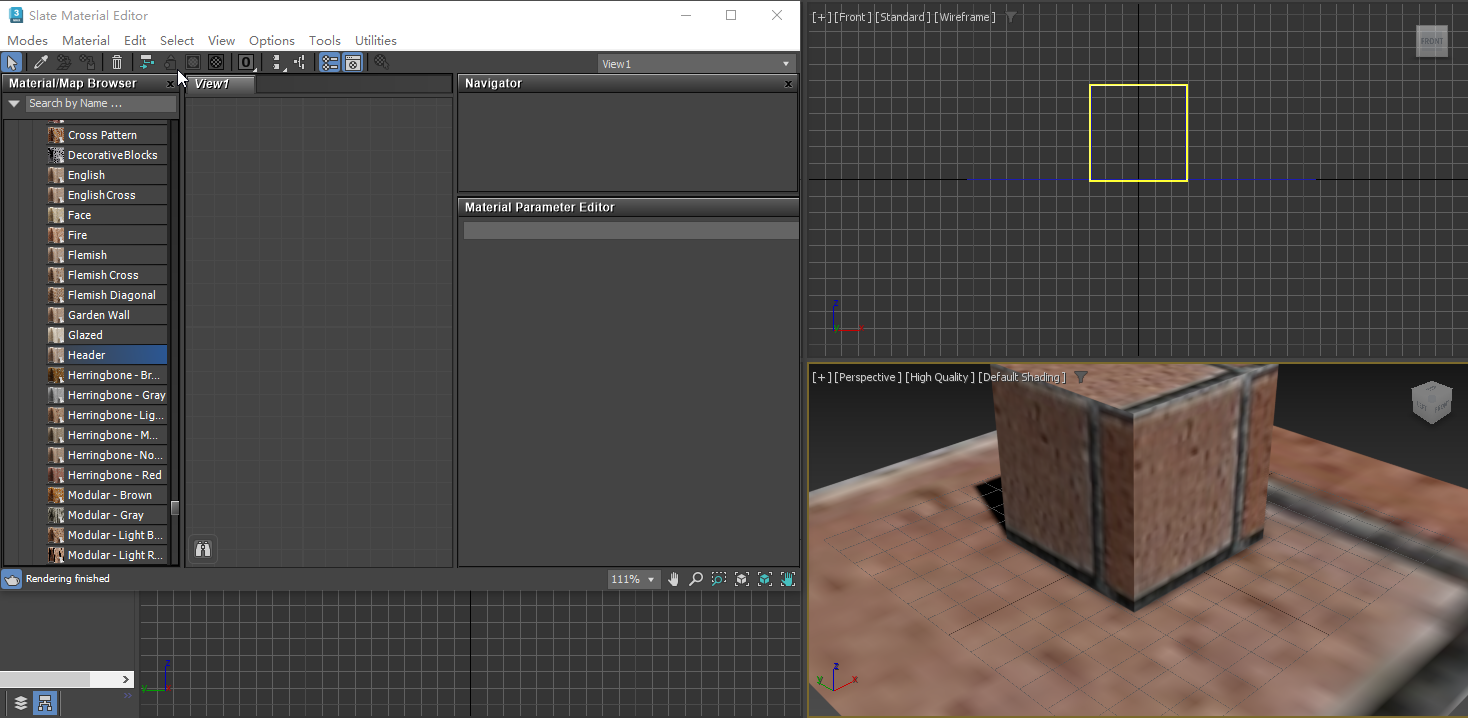 3
Slate Material Editor
Modes Material Edit Select View Options Tools Utilities
0
View1
Material/Map Browser x
Search by Name ...
Cross Pattern
DecorativeBlocks
English
EnglishCross
Face
Fire
Flemish
Flemish Cross
Flemish Diagonal
Garden Wall
Glazed
Header
Herringbone - Br...
Herringbone - Gray
Herringbone - Lig...
Herringbone - M...
Herringbone - No...
Herringbone - Red
Modular - Brown
Modular - Gray
Modular - Light B...
Modular - Light R...
View1
Navigator x
Material Parameter Editor
Rendering finished
111%
z
y
[+] [Front ] [Standard ] [Wireframe ]
FRONT
z
y x
[+] [Perspective ] [High Quality ] [Default Shading ]
z
y x